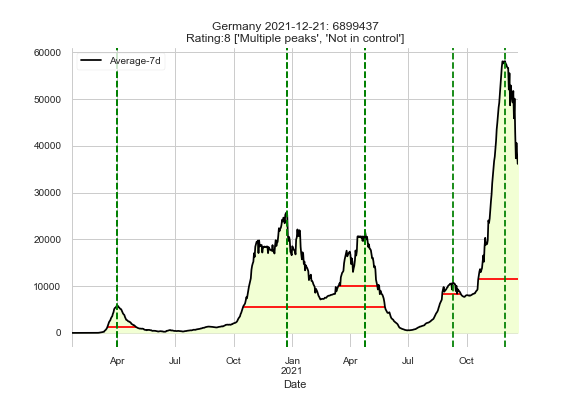 Germany 2021-12-21: 6899437
Rating:8 ['Multiple peaks', 'Not in control']
Average-7d
60000
50000
40000
30000
20000
10000
0
Apr
Jul
Oct
Jan
2021
Apr
Jul
Oct
Date